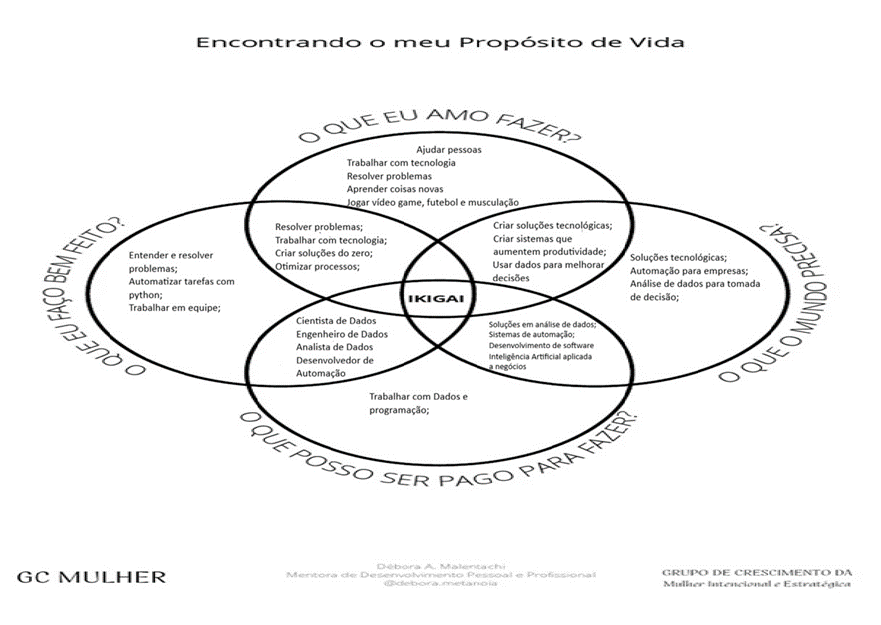 Encontrando o meu Propósito de Vida
O QUE EU AMO FAZER?
Ajudar pessoas
Trabalhar com tecnologia
Resolver problemas
Aprender coisas novas
Jogar vídeo game, futebol e musculação
O QUE EU FAÇO BEM FEITO?
Entender e resolver
problemas;
Automatizar tarefas com
python;
Trabalhar em equipe;
Resolver problemas;
Trabalhar com tecnologia;
Criar soluções do zero;
Otimizar processos;
Criar soluções tecnológicas;
Criar sistemas que
aumentem produtividade;
Usar dados para melhorar
decisões
O QUE O MUNDO PRECISA?
Soluções tecnológicas;
Automação para empresas;
Análise de dados para tomada
de decisão;
IKIGAI
Cientista de Dados
Engenheiro de Dados
Analista de Dados
Desenvolvedor de
Automação
Soluções em análise de dados;
Sistemas de automação;
Desenvolvimento de software
Inteligência Artificial aplicada
a negócios
Trabalhar com Dados e
programação;
O QUE POSSO SER PAGO PARA FAZER?
GC MULHER
Débora A. Malentachi
Mentora de Desenvolvimento Pessoal e Profissional
@debora.metanoia
GRUPO DE CRESCIMENTO DA
Mulher Intencional e Estratégica